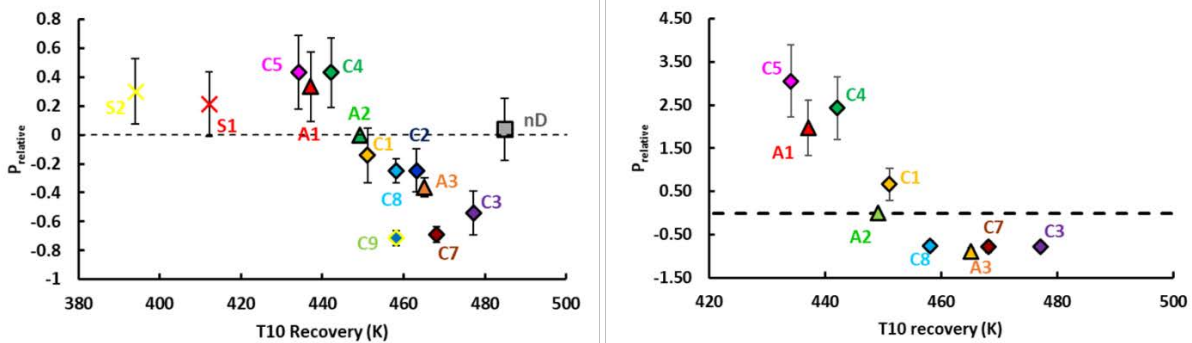 0.8
0.6
0.4
0.2
0
-0.2
-0.4
-0.6
-0.8
-1
Prelative
S2
S1
C5
A1
C4
A2
C1
C2
C8
A3
C9
C7
C3
nD
380 400 420 440 460 480 500
T10 Recovery (K)
4.50
3.50
2.50
1.50
0.50
-0.50
-1.50
Prelative
C5
C4
A1
C1
A2
C8
A3
C7
C3
420 440 460 480 500
T10 recovery (K)